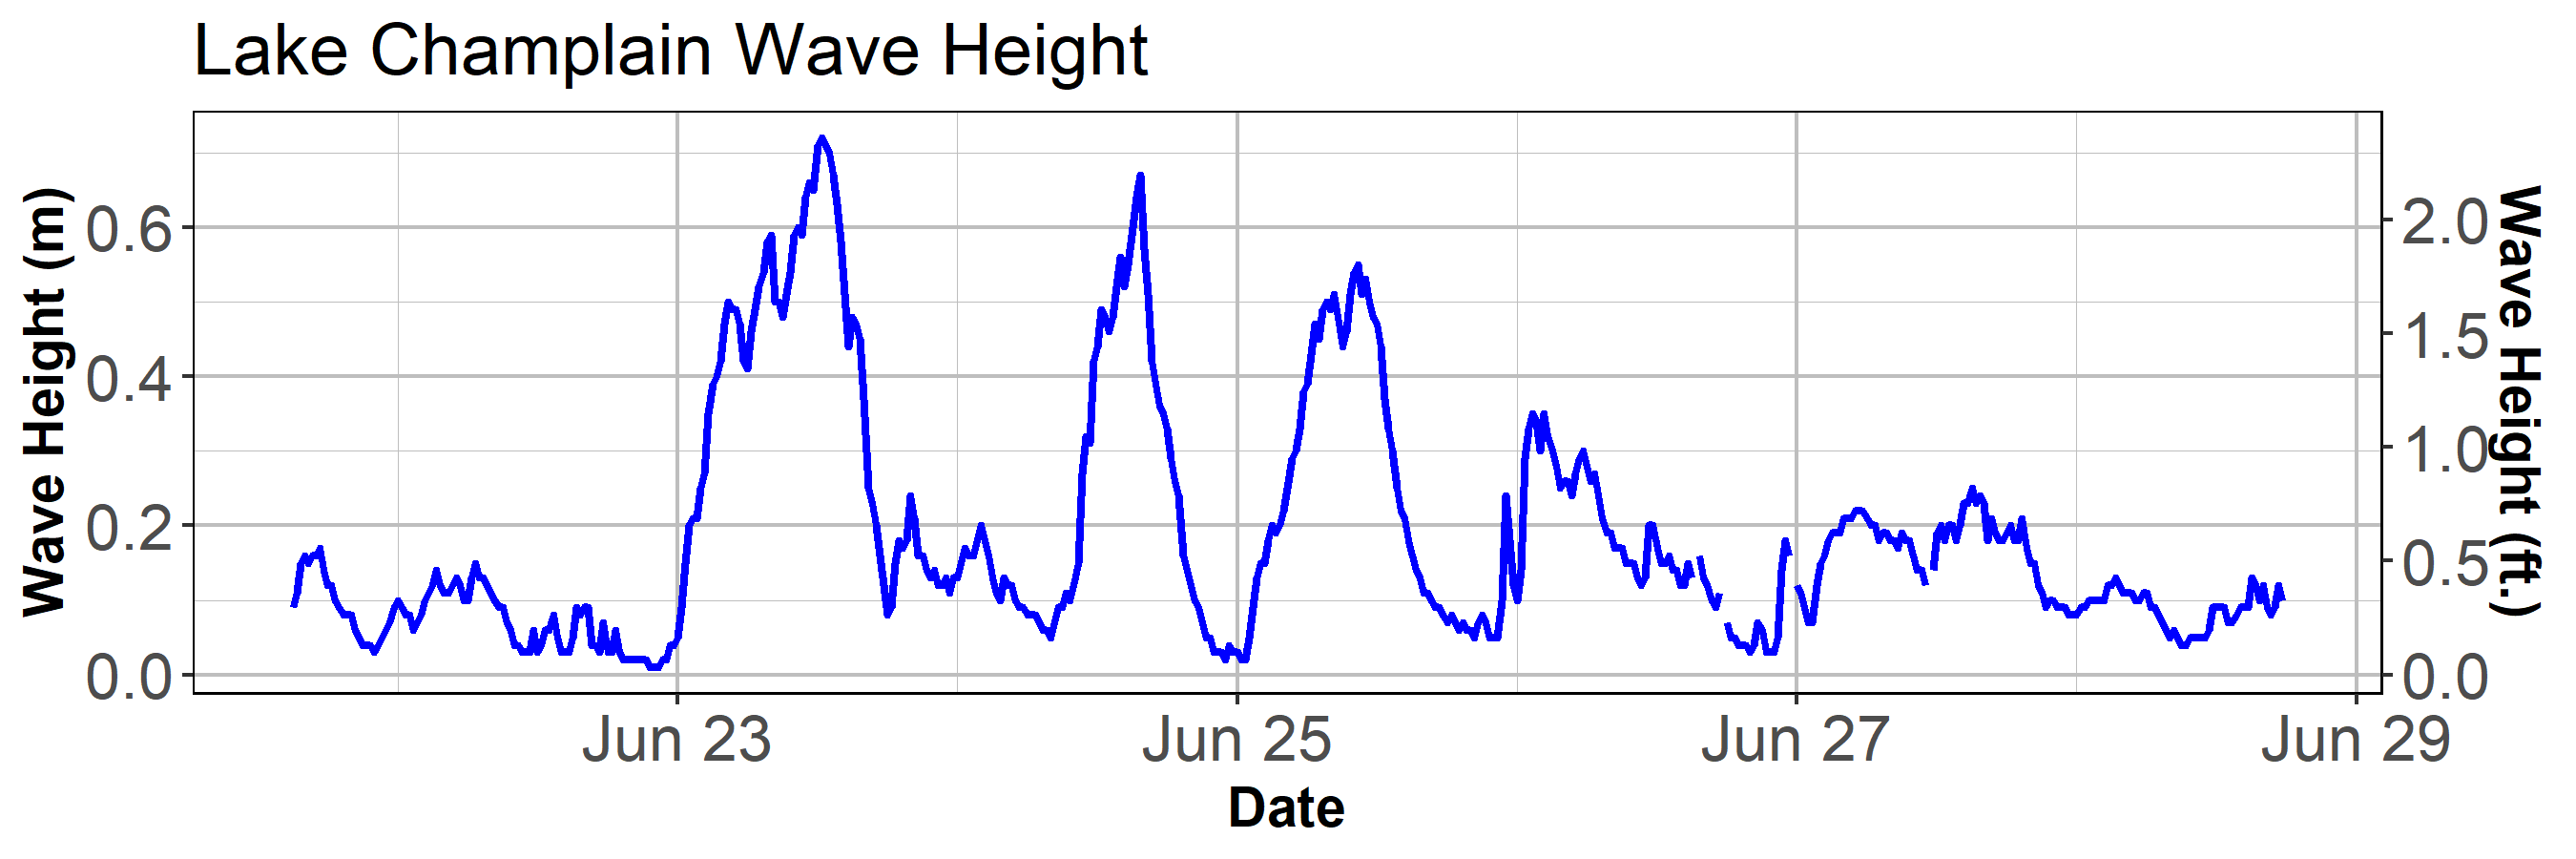 Lake Champlain Wave Height
Wave Height (m)
0.6
0.4
0.2
0.0
2.0
1.5
1.0
0.5
0.0
Wave Height (ft.)
Jun 23
Jun 25
Jun 27
Jun 29
Date